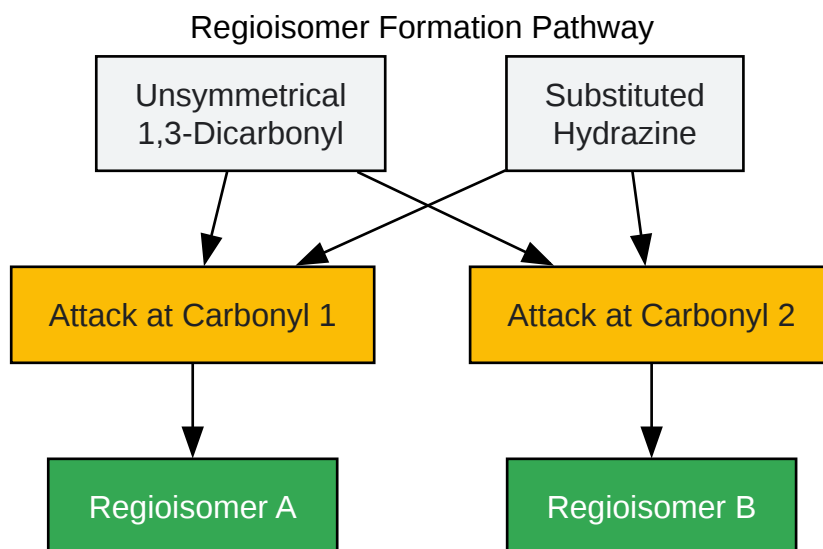 Regioisomer Formation Pathway
Unsymmetrical
1,3-Dicarbonyl
Substituted
Hydrazine
Attack at Carbonyl 1
Attack at Carbonyl 2
Regioisomer A
Regioisomer B